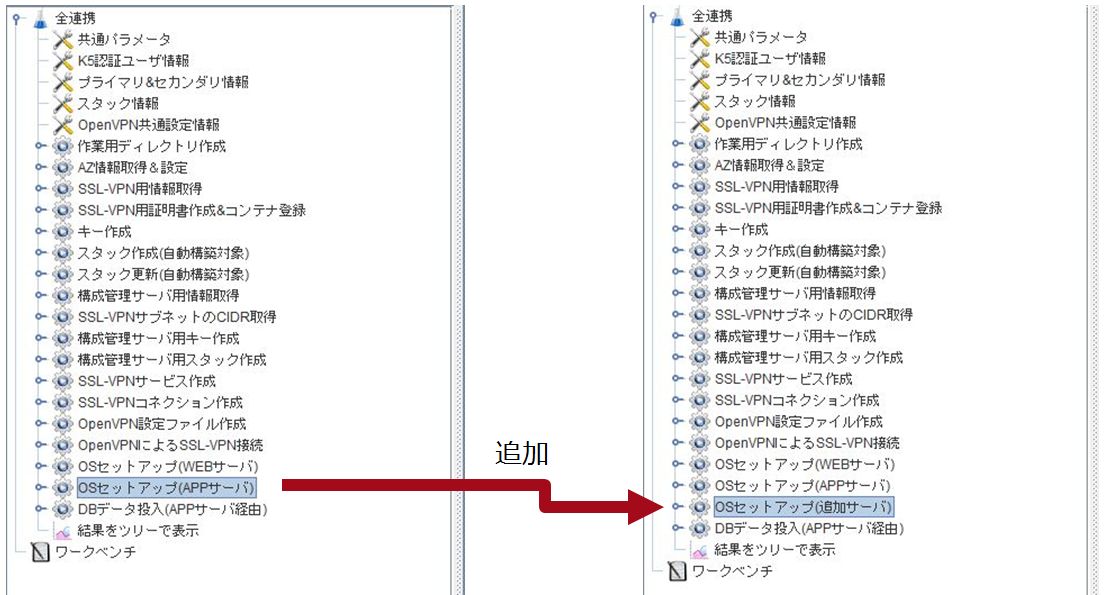 全連携
共通パラメータ
K5認証ユーザ情報
プライマリ&セカンダリ情報
スタック情報
OpenVPN共通設定情報
作業用ディレクトリ作成
AZ情報取得＆設定
SSL-VPN用情報取得
SSL-VPN用証明書作成&コンテナ登録
キー作成
スタック作成(自動構築対象)
スタック更新(自動構築対象)
構成管理サーバ用情報取得
SSL-VPNサブネットのCIDR取得
構成管理サーバ用キー作成
構成管理サーバ用スタック作成
SSL-VPNサービス作成
SSL-VPNコネクション作成
OpenVPN設定ファイル作成
OpenVPNによるSSL-VPN接続
OSセットアップ(WEBサーバ)
OSセットアップ(APPサーバ)
DBデータ投入(APPサーバ経由)
結果をツリーで表示
ワークベンチ
追加
全連携
共通パラメータ
K5認証ユーザ情報
プライマリ&セカンダリ情報
スタック情報
OpenVPN共通設定情報
作業用ディレクトリ作成
AZ情報取得＆設定
SSL-VPN用情報取得
SSL-VPN用証明書作成&コンテナ登録
キー作成
スタック作成(自動構築対象)
スタック更新(自動構築対象)
構成管理サーバ用情報取得
SSL-VPNサブネットのCIDR取得
構成管理サーバ用キー作成
構成管理サーバ用スタック作成
SSL-VPNサービス作成
SSL-VPNコネクション作成
OpenVPN設定ファイル作成
OpenVPNによるSSL-VPN接続
OSセットアップ(WEBサーバ)
OSセットアップ(APPサーバ)
OSセットアップ(追加サーバ)
DBデータ投入(APPサーバ経由)
結果をツリーで表示
ワークベンチ